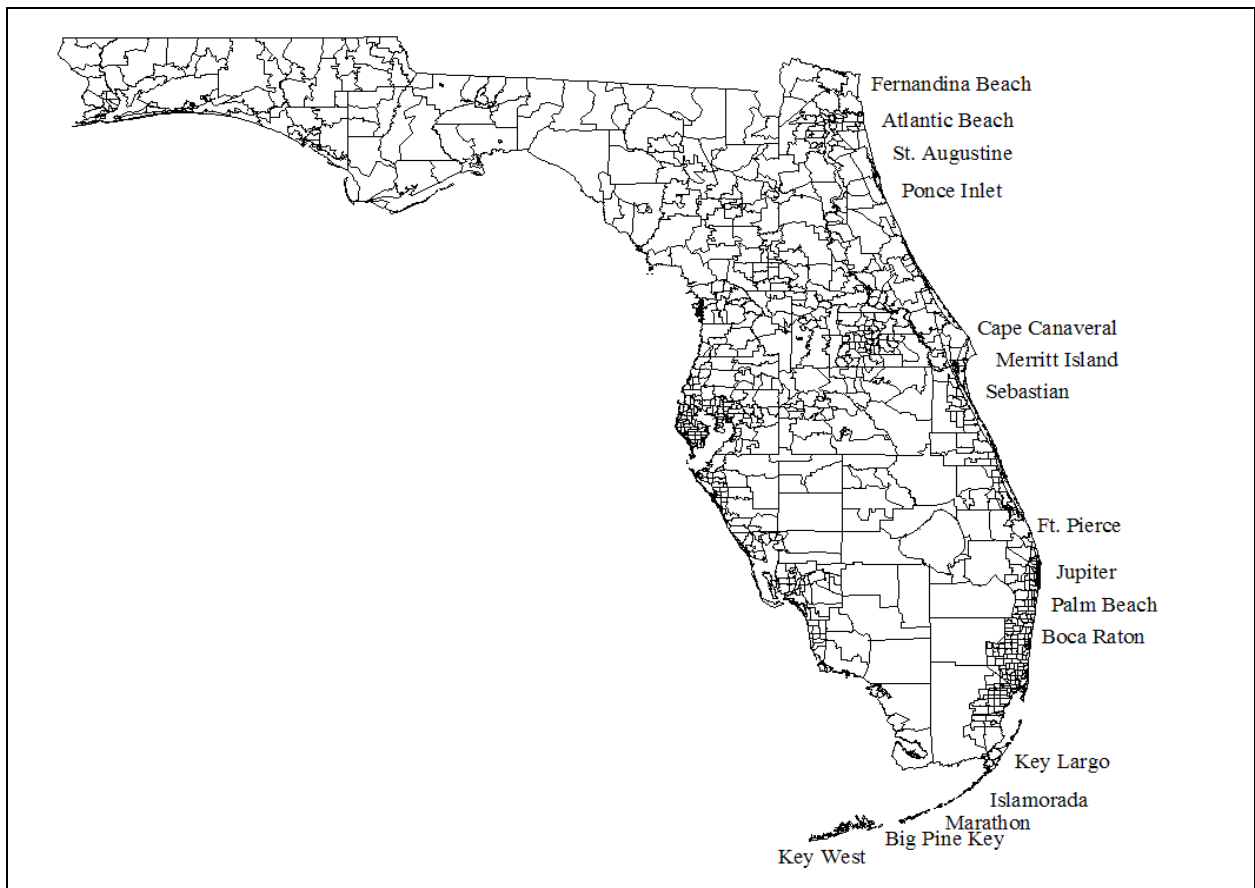 Fernandina Beach
Atlantic Beach
St. Augustine
Ponce Inlet
Cape Canaveral
Merritt Island
Sebastian
Ft. Pierce
Jupiter
Palm Beach
Boca Raton
Key Largo
Islamorada
Marathon
Big Pine Key
Key West